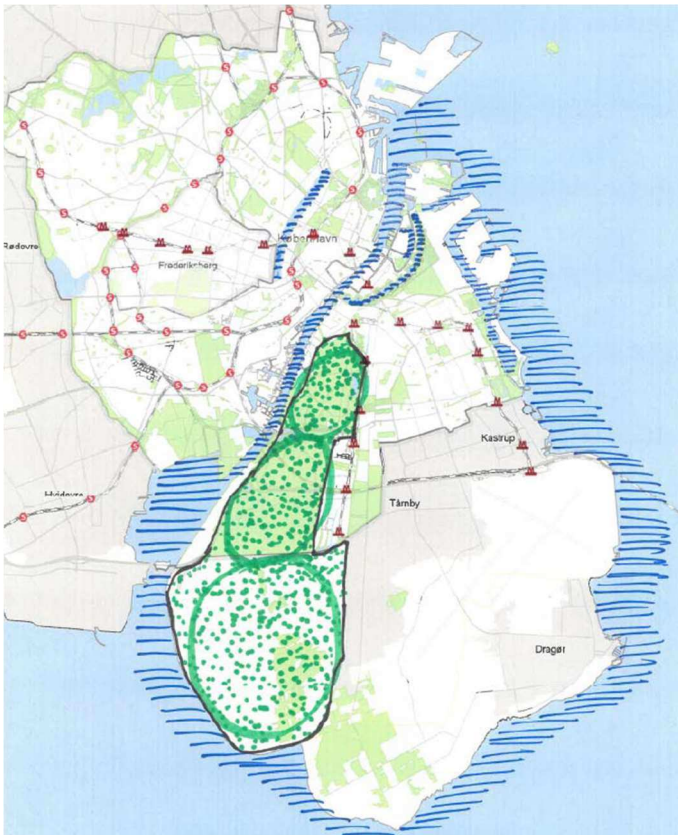 København
Frederiksberg
Rødovre
Kastrup
Hvidovre
Tårnby
Dragør